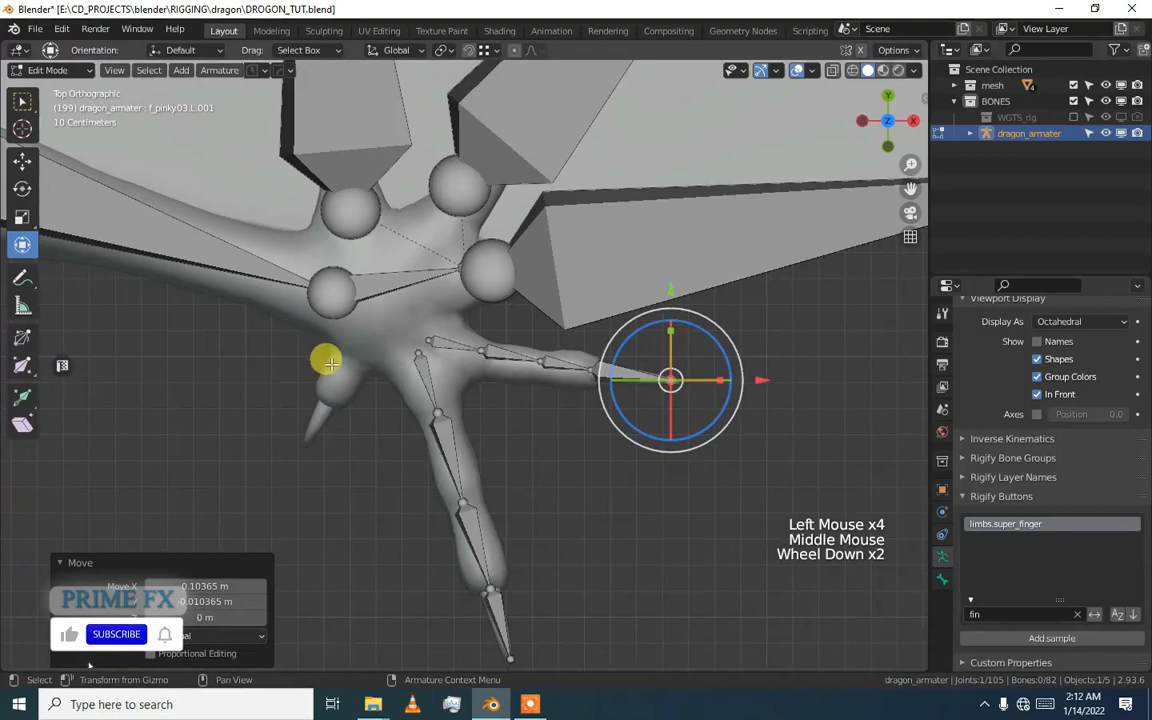 Blender* [E:\CD_PROJECTS\blender\RIGGING\dragon\DROGON_TUT.blend]
File Edit Render Window Help
Layout Modeling Sculpting UV Editing Texture Paint Shading Animation Rendering Compositing Geometry Nodes Scripting
Scene
View Layer
Orientation: Default Drag: Select Box Global Options
Edit Mode View Select Add Armature
Top Orthographic
(199) dragon_armater : f_pinky03.L.001
10 Centimeters
Y
Z
X
Scene Collection
mesh 4
BONES
WGTS_rig
dragon_armater
Viewport Display
Display As Octahedral
Show Names
Shapes
Group Colors
In Front
Axes Position 0.0
Inverse Kinematics
Rigify Bone Groups
Rigify Layer Names
Rigify Buttons
limbs.super_finger
fin
Add sample
Custom Properties
Left Mouse x4
Middle Mouse
Wheel Down x2
Move
Move X 0.10365 m
-0.010365 m
0 m
PRIME FX
SUBSCRIBE
Proportional Editing
Select Transform from Gizmo Pan View Armature Context Menu
dragon_armater | Joints:1/105 | Bones:0/82 | Objects:1/5 | 2.93.6
Type here to search
2:12 AM
1/14/2022